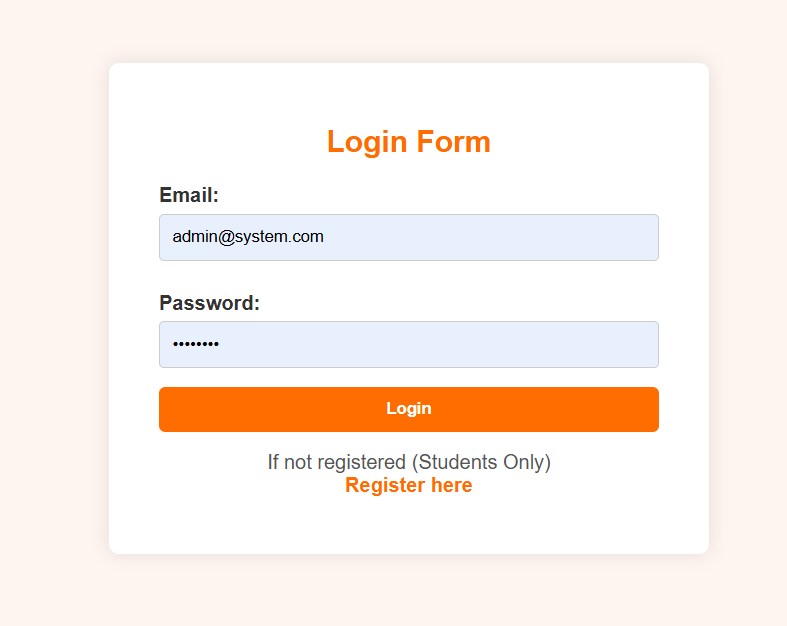 Login Form
Email:
admin@system.com
Password:
••••••••
Login
If not registered (Students Only)
Register here